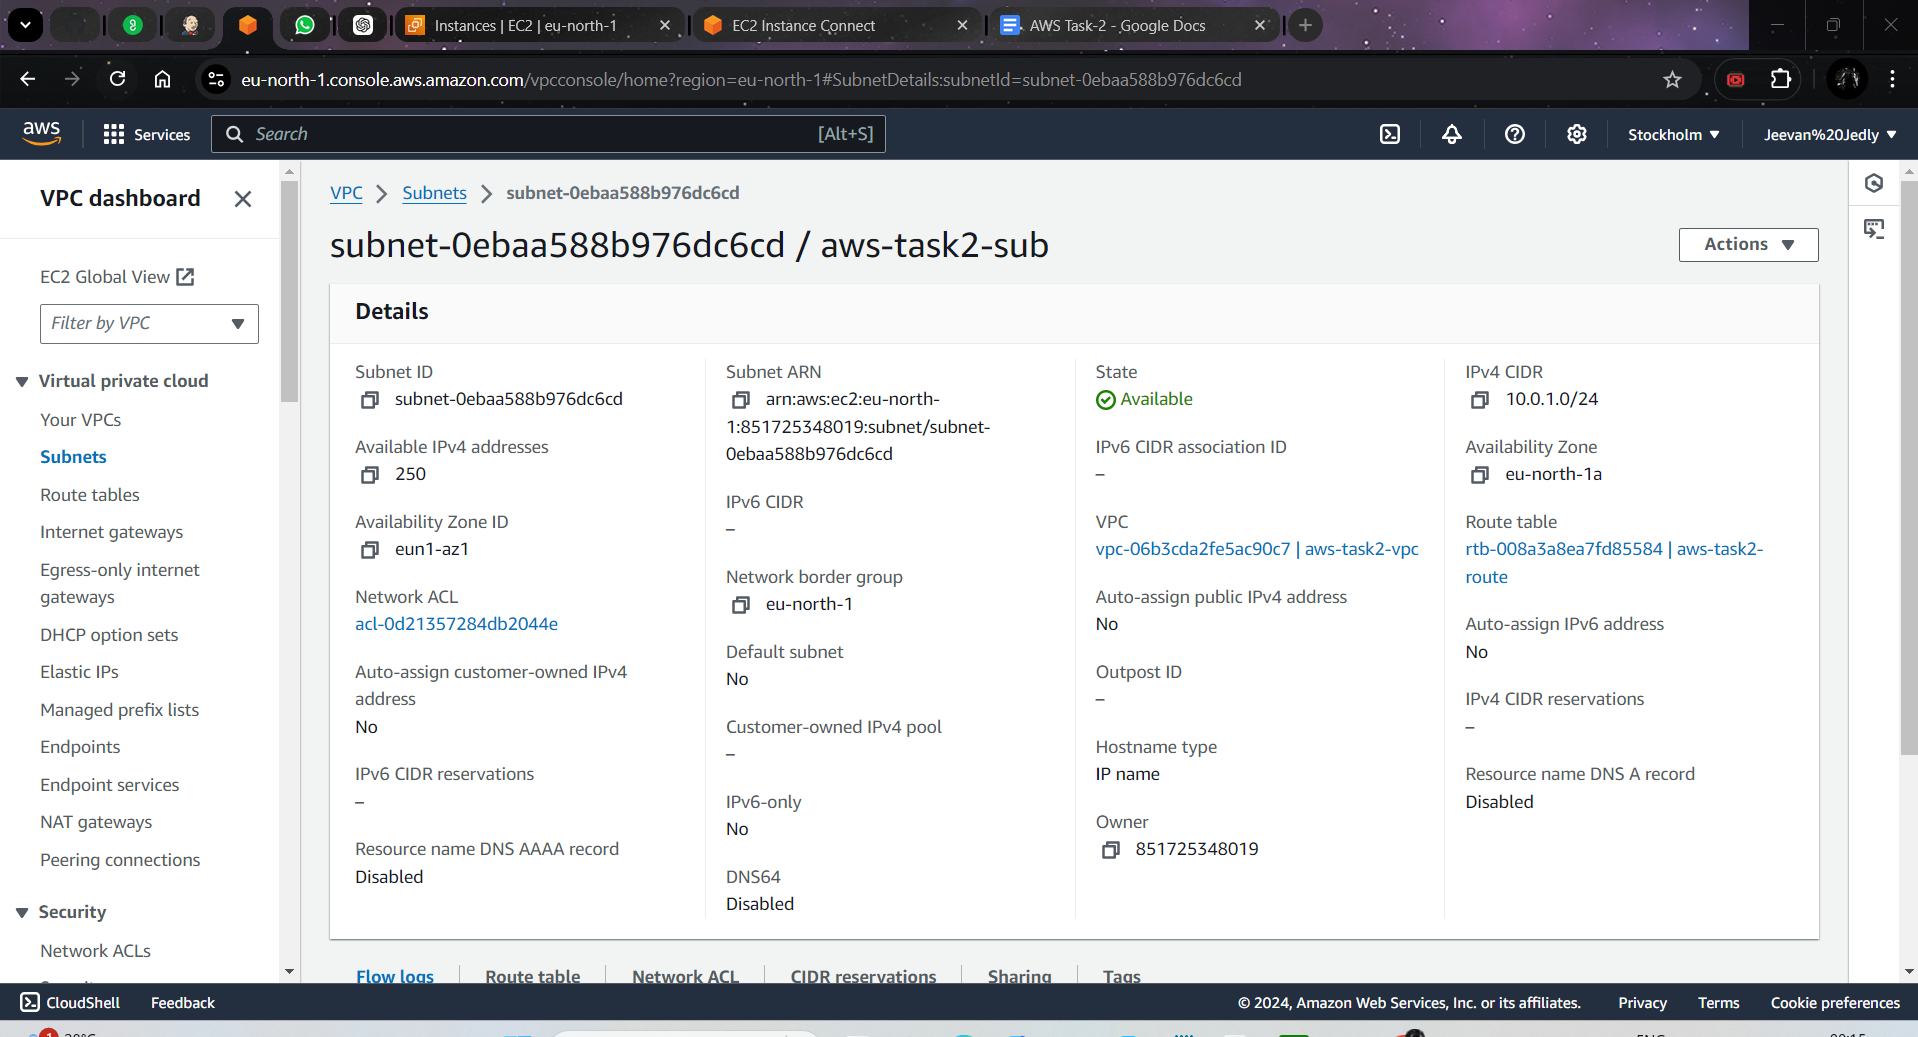 Instances | EC2 | eu-north-1
EC2 Instance Connect
AWS Task-2 - Google Docs
eu-north-1.console.aws.amazon.com/vpcconsole/home?region=eu-north-1#SubnetDetails:subnetId=subnet-0ebaa588b976dc6cd
aws
Services
Search
[Alt+S]
Stockholm
Jeevan%20Jedly
VPC dashboard
EC2 Global View
Filter by VPC
Virtual private cloud
Your VPCs
Subnets
Route tables
Internet gateways
Egress-only internet
gateways
DHCP option sets
Elastic IPs
Managed prefix lists
Endpoints
Endpoint services
NAT gateways
Peering connections
Security
Network ACLs
VPC
Subnets
subnet-0ebaa588b976dc6cd
subnet-0ebaa588b976dc6cd / aws-task2-sub
Actions
Details
Subnet ID
subnet-0ebaa588b976dc6cd
Available IPv4 addresses
250
Availability Zone ID
eun1-az1
Network ACL
acl-0d21357284db2044e
Auto-assign customer-owned IPv4
address
No
IPv6 CIDR reservations
–
Resource name DNS AAAA record
Disabled
Subnet ARN
arn:aws:ec2:eu-north-
1:851725348019:subnet/subnet-
0ebaa588b976dc6cd
IPv6 CIDR
–
Network border group
eu-north-1
Default subnet
No
Customer-owned IPv4 pool
–
IPv6-only
No
DNS64
Disabled
State
Available
IPv6 CIDR association ID
–
VPC
vpc-06b3cda2fe5ac90c7 | aws-task2-vpc
Auto-assign public IPv4 address
No
Outpost ID
–
Hostname type
IP name
Owner
851725348019
IPv4 CIDR
10.0.1.0/24
Availability Zone
eu-north-1a
Route table
rtb-008a3a8ea7fd85584 | aws-task2-
route
Auto-assign IPv6 address
No
IPv4 CIDR reservations
–
Resource name DNS A record
Disabled
Flow logs
Route table
Network ACL
CIDR reservations
Sharing
Tags
CloudShell
Feedback
© 2024, Amazon Web Services, Inc. or its affiliates.
Privacy
Terms
Cookie preferences